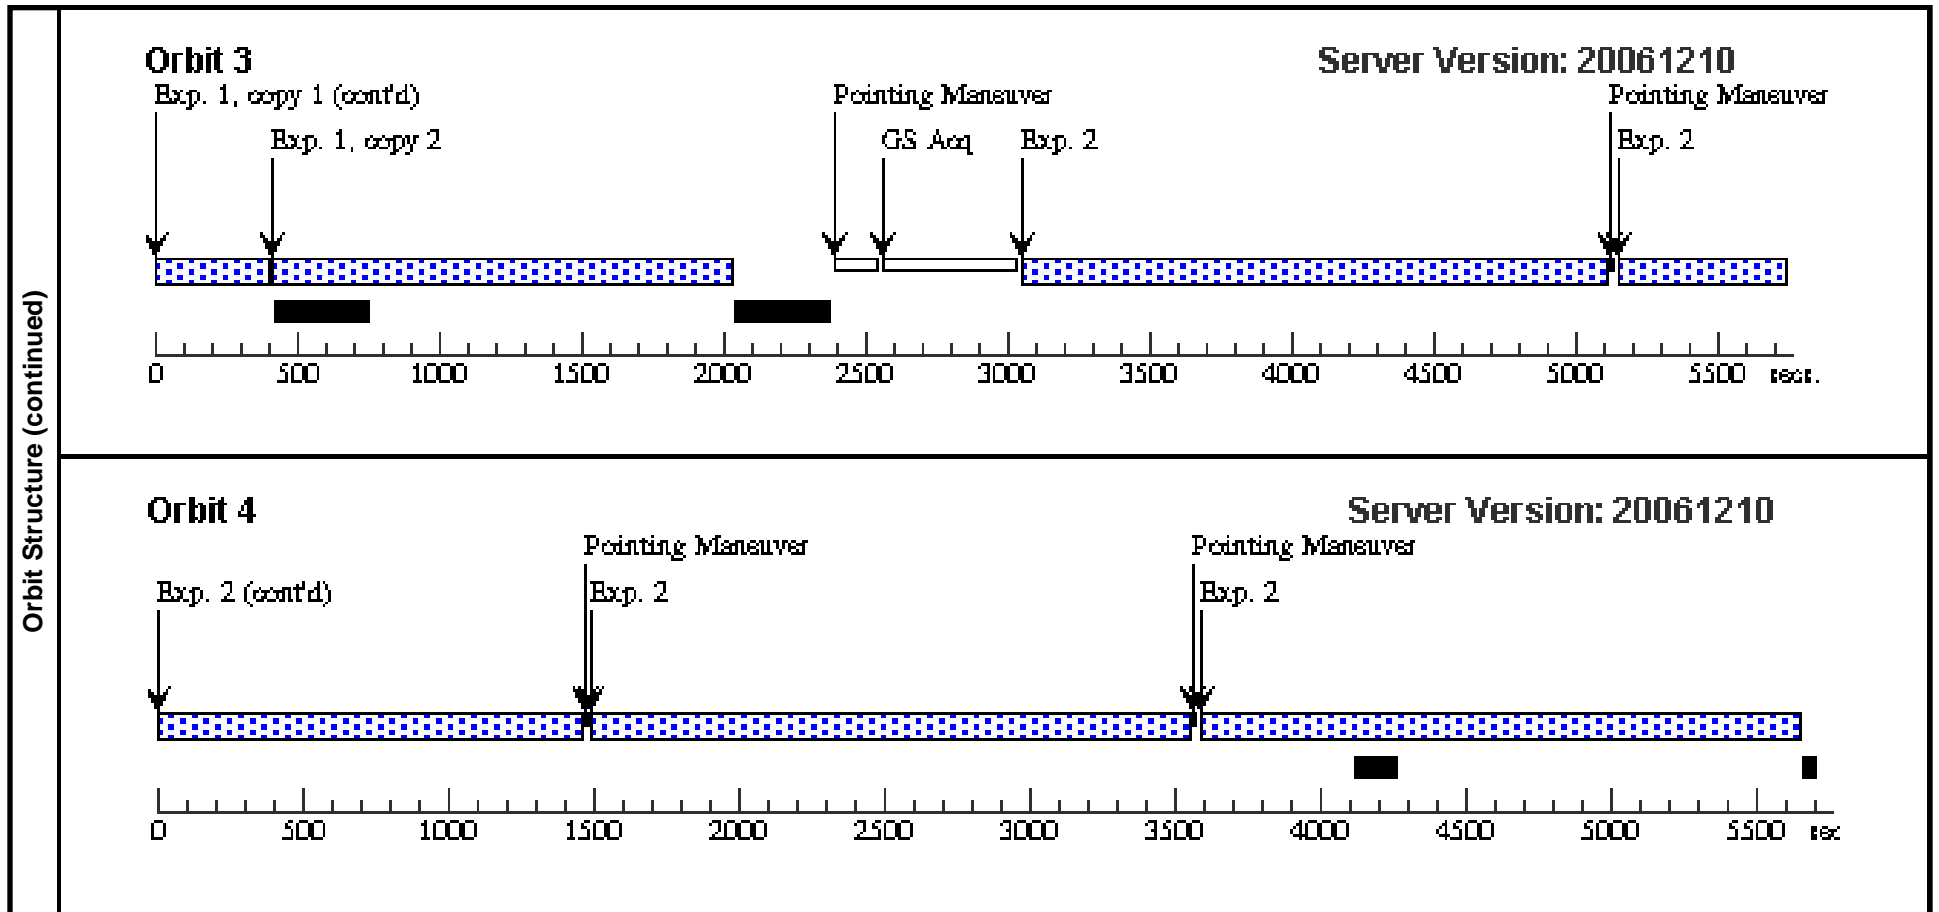 Orbit Structure (continued)
Orbit 3
Server Version: 20061210
Exp. 1, copy 1 (cont'd)
Pointing Maneuver
Pointing Maneuver
Exp. 1, copy 2
GS Acq
Exp. 2
Exp. 2
0 500 1000 1500 2000 2500 3000 3500 4000 4500 5000 5500 secs.
Orbit 4
Server Version: 20061210
Pointing Maneuver
Pointing Maneuver
Exp. 2 (cont'd)
Exp. 2
Exp. 2
0 500 1000 1500 2000 2500 3000 3500 4000 4500 5000 5500 sec